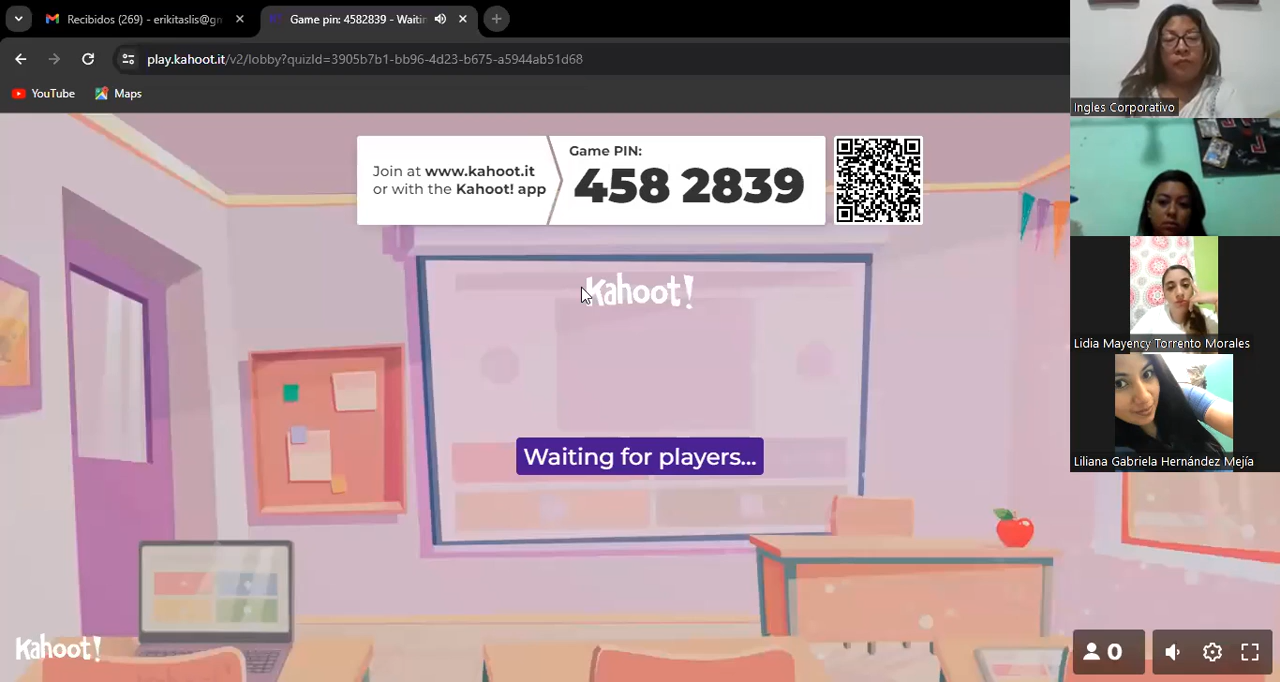 Recibidos (269) - erikitaslis@gm
Game pin: 4582839 - Waitin
play.kahoot.it/v2/lobby?quizId=3905b7b1-bb96-4d23-b675-a5944ab51d68
YouTube
Maps
Join at www.kahoot.it
or with the Kahoot! app
Game PIN:
458 2839
Kahoot!
Waiting for players...
Kahoot!
0
Ingles Corporativo
Lidia Mayency Torrento Morales
Liliana Gabriela Hernández Mejía